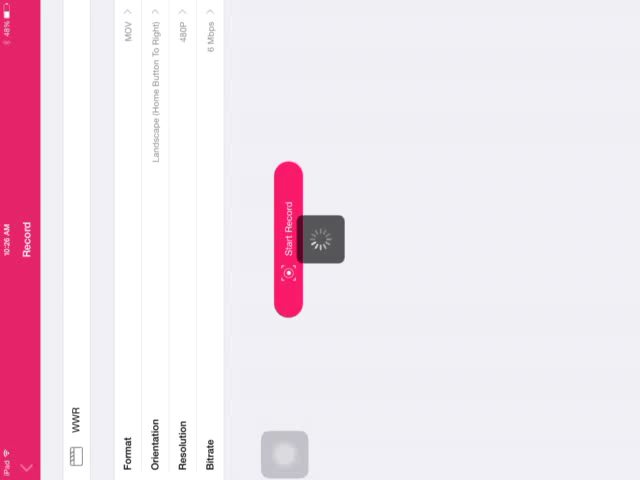 iPad 10:26 AM 48%
Record
WWR
Format MOV
Orientation Landscape (Home Button To Right)
Resolution 480P
Bitrate 6 Mbps
Start Record